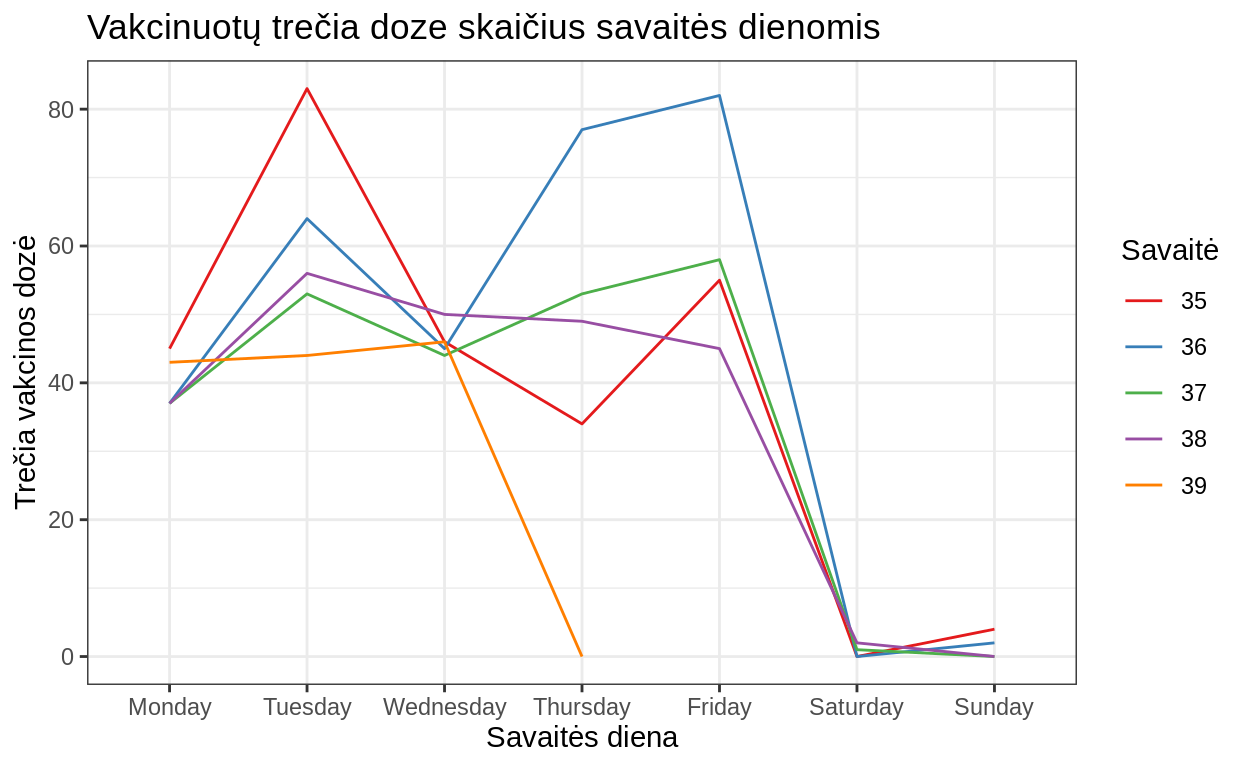 Vakcinuotų trečia doze skaičius savaitės dienomis
Trečia vakcinos dozė
80
60
40
20
0
Monday Tuesday Wednesday Thursday Friday Saturday Sunday
Savaitės diena
Savaitė
35
36
37
38
39